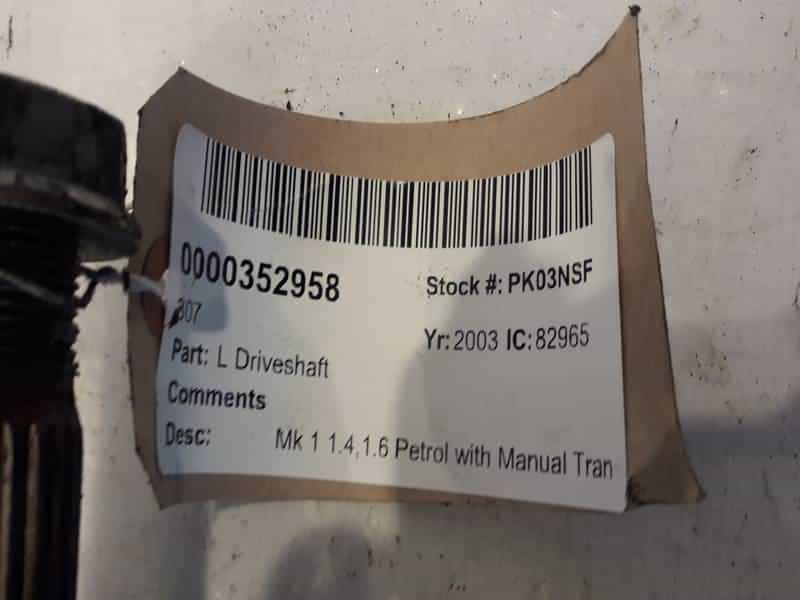 0000352958
Stock #: PK03NSF
307
Yr: 2003 IC: 82965
Part: L Driveshaft
Comments
Desc: Mk 1 1.4,1.6 Petrol with Manual Tran